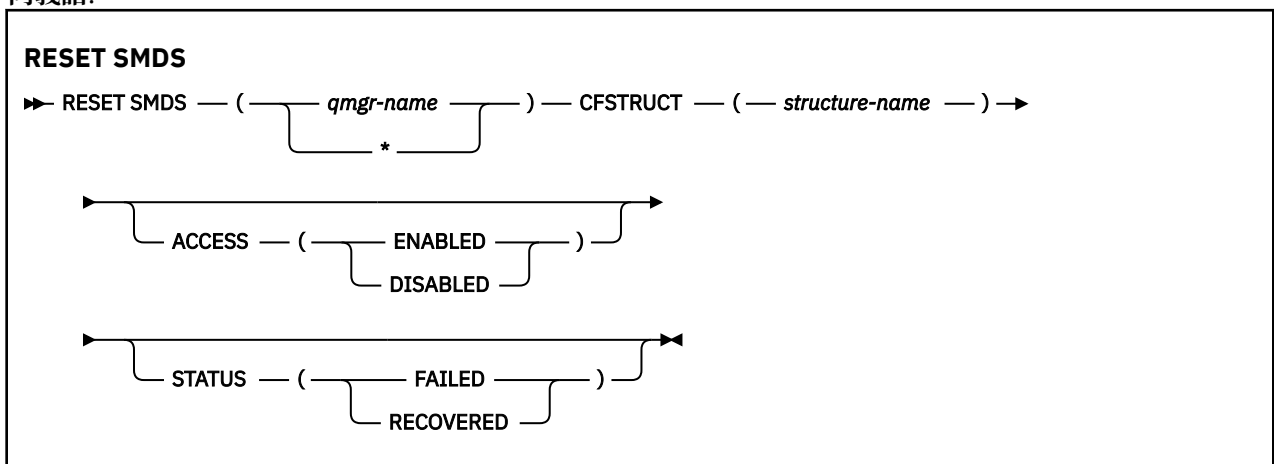 RESET SMDS
RESET SMDS ( qmgr-name ) CFSTRUCT ( structure-name )
*
ACCESS ( ENABLED )
DISABLED
STATUS ( FAILED )
RECOVERED